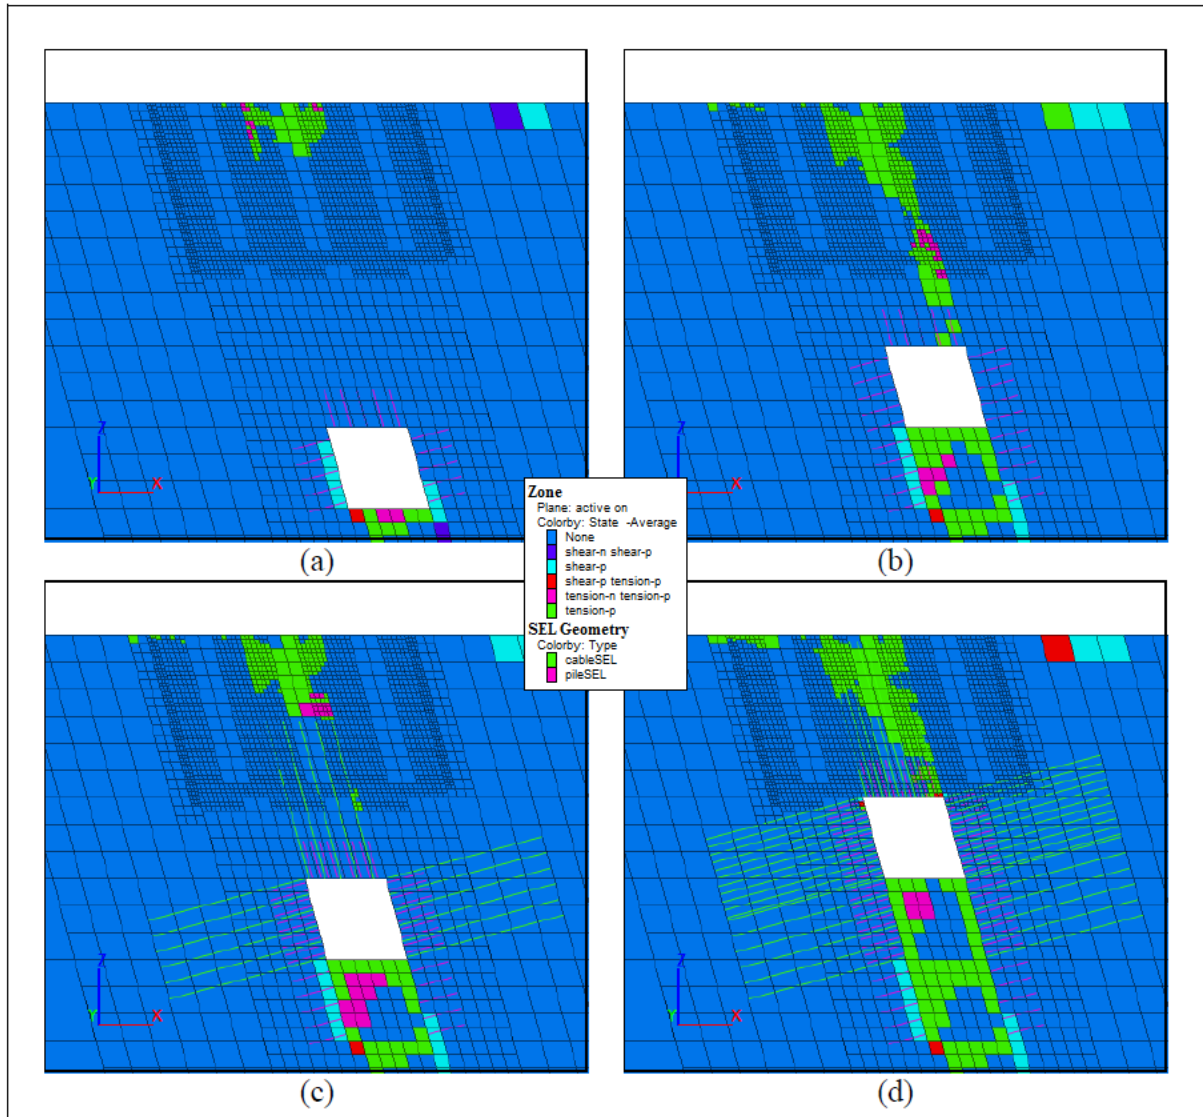 Z
Y
X
Z
Y
X
Zone
Plane: active on
Colorby: State -Average
None
shear-n shear-p
shear-p
shear-p tension-p
tension-n tension-p
tension-p
SEL Geometry
Colorby: Type
cableSEL
pileSEL
(a)
(b)
Z
Y
X
Z
Y
X
(c)
(d)